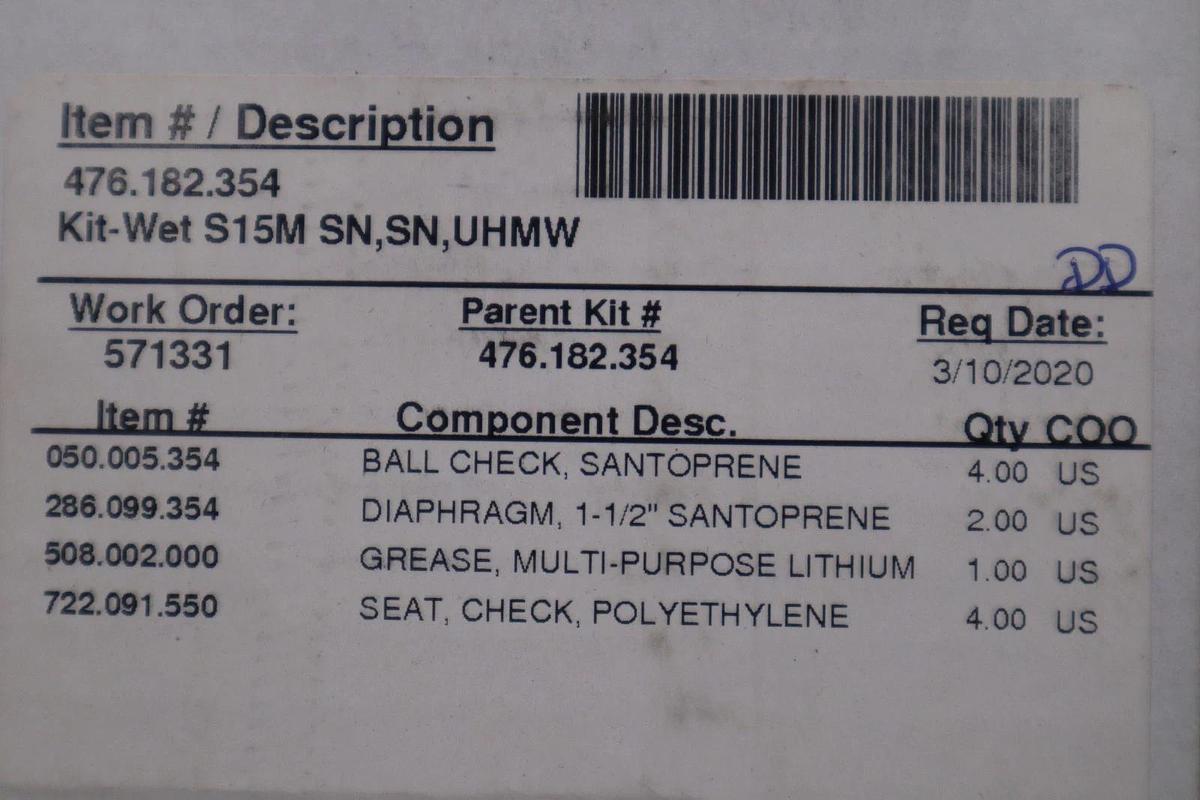 Item # / Description
476.182.354
Kit-Wet S15M SN,SN,UHMW
DD
Work Order: Parent Kit # Req Date:
571331 476.182.354 3/10/2020
Item # Component Desc. Qty COO
050.005.354 BALL CHECK, SANTOPRENE 4.00 US
286.099.354 DIAPHRAGM, 1-1/2" SANTOPRENE 2.00 US
508.002.000 GREASE, MULTI-PURPOSE LITHIUM 1.00 US
722.091.550 SEAT, CHECK, POLYETHYLENE 4.00 US